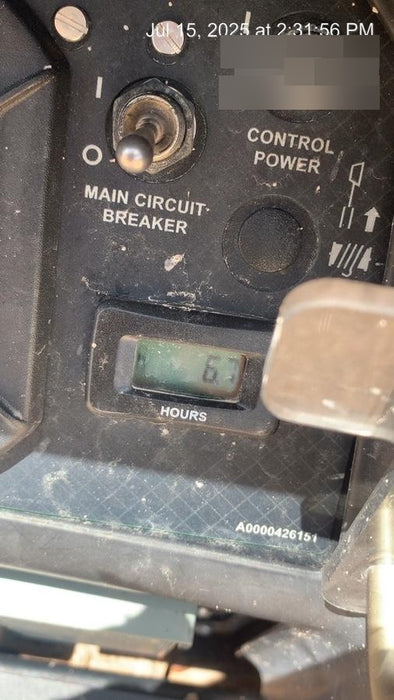 Jul 15, 2025 at 2:31:56 PM
I
I
CONTROL
POWER
O
MAIN CIRCUIT
BREAKER
HOURS
A0000426151